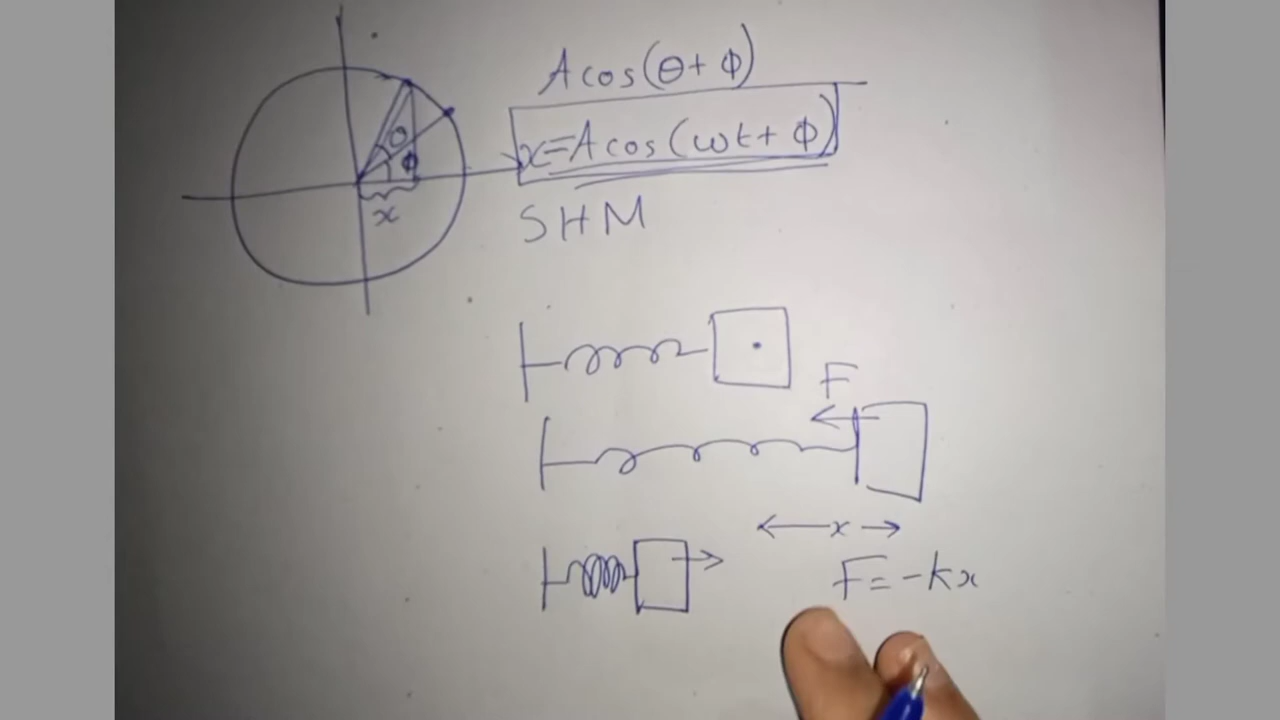 A cos(θ + φ)
x = A cos(ωt + φ)
θ
φ
x
SHM
F
x
F = -kx